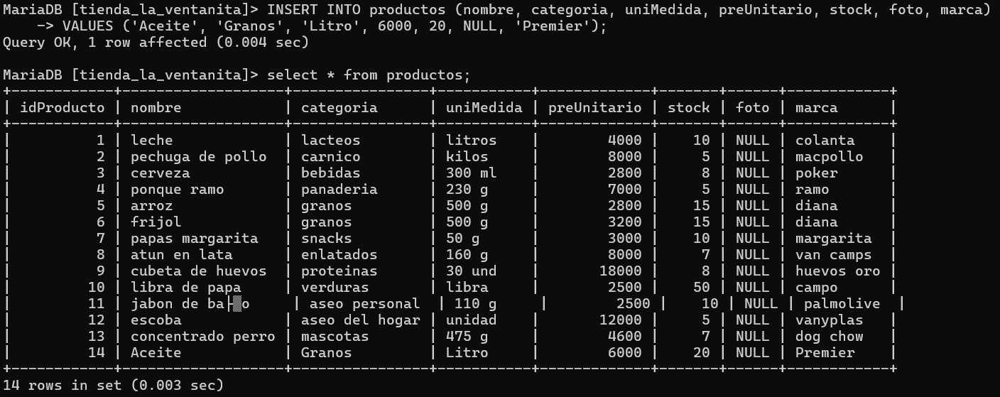 MariaDB [tienda_la_ventanita]> INSERT INTO productos (nombre, categoria, uniMedida, preUnitario, stock, foto, marca)
    -> VALUES ('Aceite', 'Granos', 'Litro', 6000, 20, NULL, 'Premier');
Query OK, 1 row affected (0.004 sec)

MariaDB [tienda_la_ventanita]> select * from productos;
+------------+-------------------+----------------+-----------+-------------+-------+------+------------+
| idProducto | nombre            | categoria      | uniMedida | preUnitario | stock | foto | marca      |
+------------+-------------------+----------------+-----------+-------------+-------+------+------------+
|          1 | leche             | lacteos        | litros    |        4000 |    10 | NULL | colanta    |
|          2 | pechuga de pollo  | carnico        | kilos     |        8000 |     5 | NULL | macpollo   |
|          3 | cerveza           | bebidas        | 300 ml    |        2800 |     8 | NULL | poker      |
|          4 | ponque ramo       | panaderia      | 230 g     |        7000 |     5 | NULL | ramo       |
|          5 | arroz             | granos         | 500 g     |        2800 |    15 | NULL | diana      |
|          6 | frijol            | granos         | 500 g     |        3200 |    15 | NULL | diana      |
|          7 | papas margarita   | snacks         | 50 g      |        3000 |    10 | NULL | margarita  |
|          8 | atun en lata      | enlatados      | 160 g     |        8000 |     7 | NULL | van camps  |
|          9 | cubeta de huevos  | proteinas      | 30 und    |       18000 |     8 | NULL | huevos oro |
|         10 | libra de papa     | verduras       | libra     |        2500 |    50 | NULL | campo      |
|         11 | jabon de ba├▒o     | aseo personal  | 110 g     |        2500 |    10 | NULL | palmolive  |
|         12 | escoba            | aseo del hogar | unidad    |       12000 |     5 | NULL | vanyplas   |
|         13 | concentrado perro | mascotas       | 475 g     |        4600 |     7 | NULL | dog chow   |
|         14 | Aceite            | Granos         | Litro     |        6000 |    20 | NULL | Premier    |
+------------+-------------------+----------------+-----------+-------------+-------+------+------------+
14 rows in set (0.003 sec)